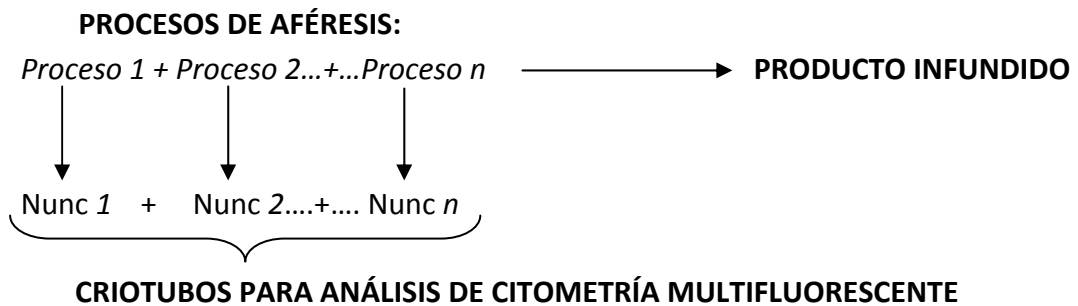 PROCESOS DE AFÉRESIS:
Proceso 1 + Proceso 2...+...Proceso n PRODUCTO INFUNDIDO
Nunc 1 + Nunc 2....+.... Nunc n
CRIOTUBOS PARA ANÁLISIS DE CITOMETRÍA MULTIFLUORESCENTE